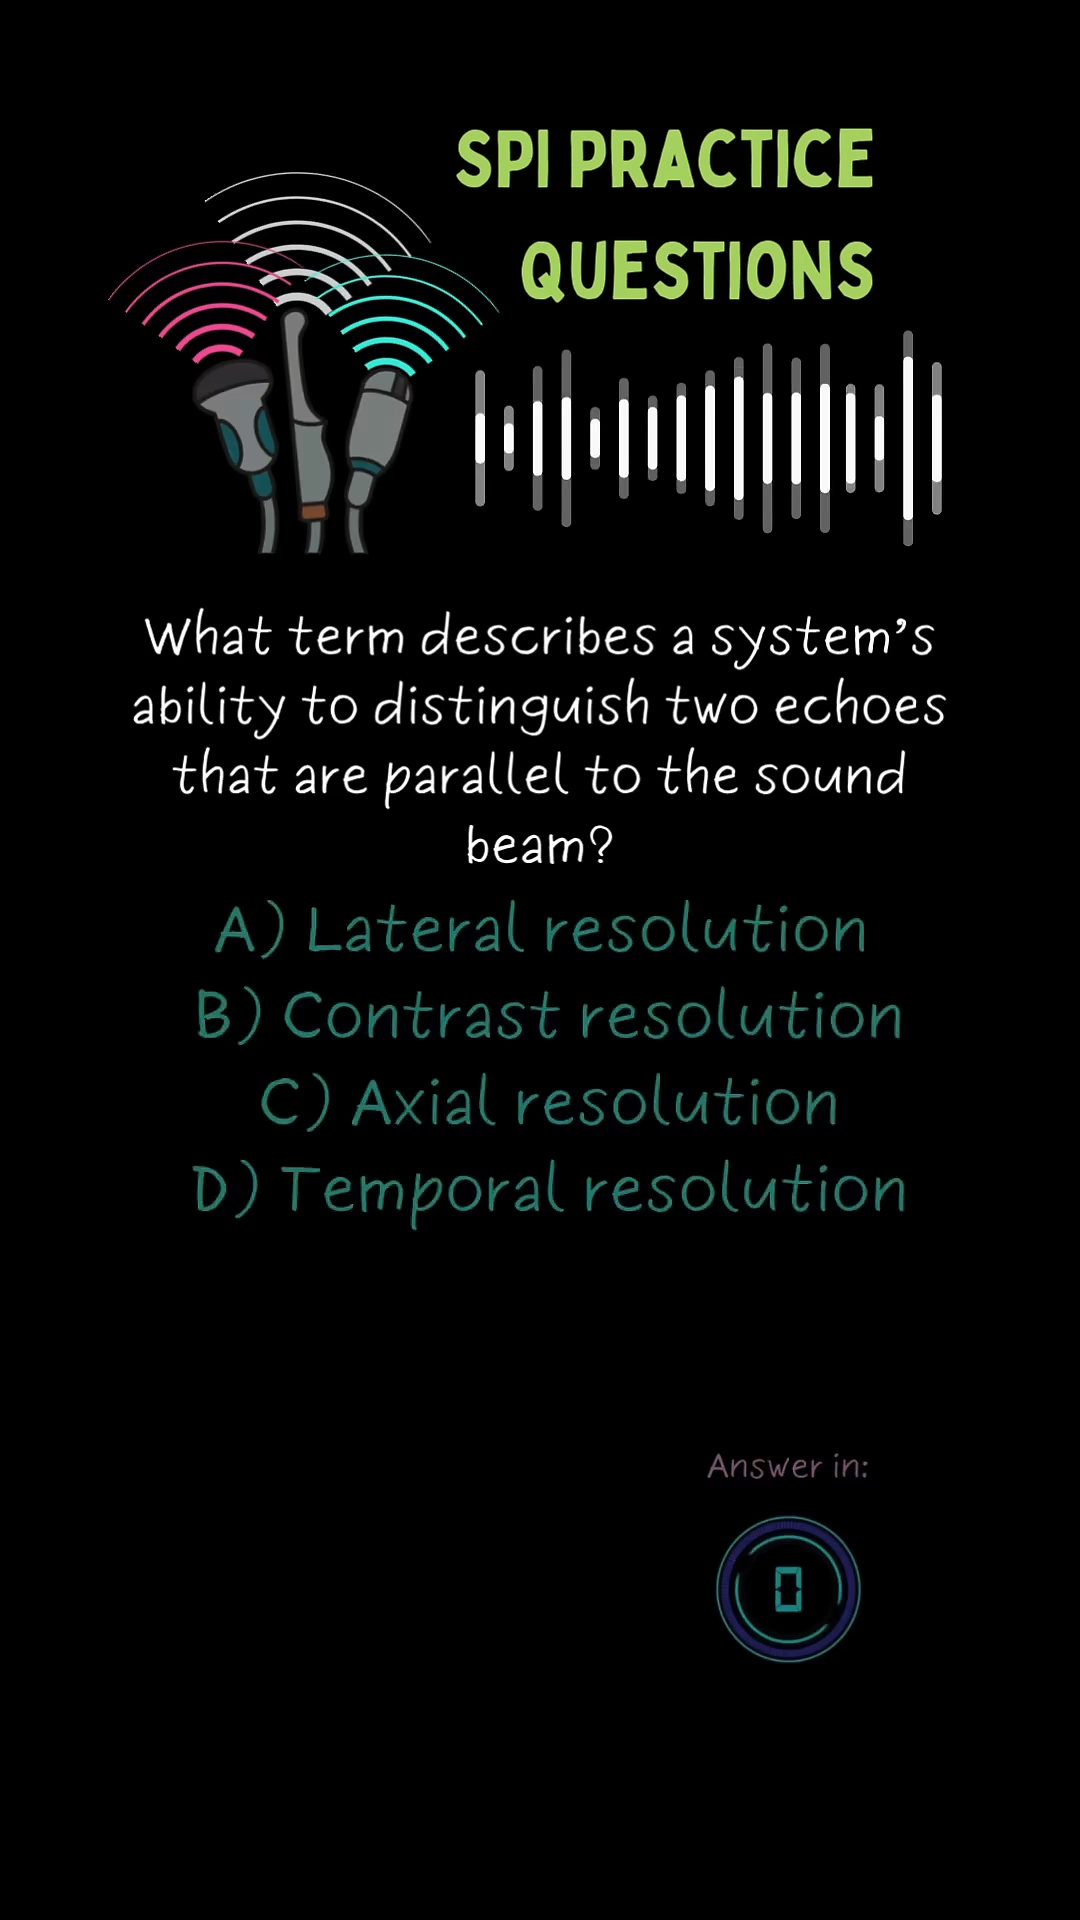 SPI PRACTICE
QUESTIONS
What term describes a system’s
ability to distinguish two echoes
that are parallel to the sound
beam?
A) Lateral resolution
B) Contrast resolution
C) Axial resolution
D) Temporal resolution
Answer in:
0